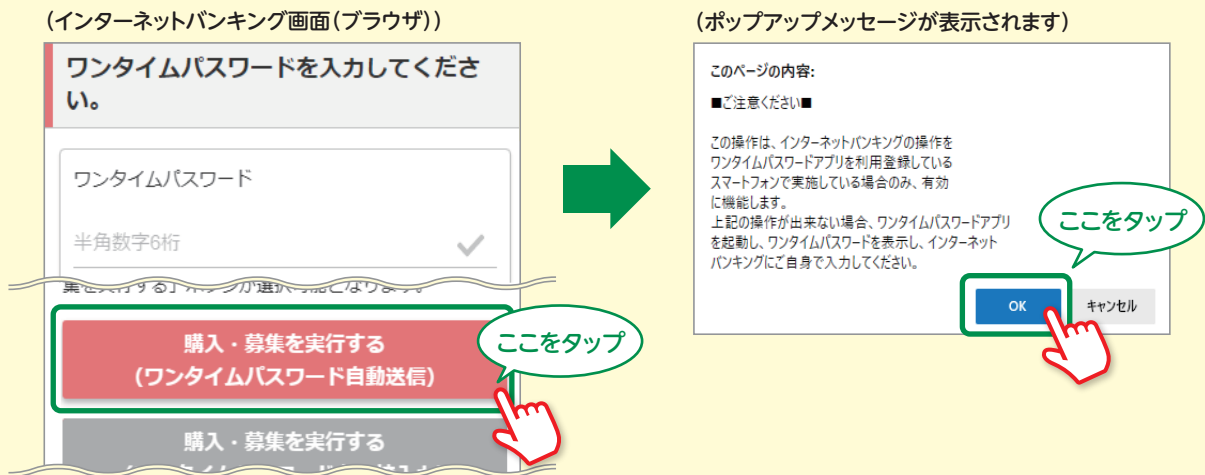 (インターネットバンキング画面(ブラウザ))
ワンタイムパスワードを入力してくださ
い。
ワンタイムパスワード
半角数字6桁
購入・募集を実行する
(ワンタイムパスワード自動送信)
ここをタップ
購入・募集を実行する
(ポップアップメッセージが表示されます)
このページの内容:
■ご注意ください■
この操作は、インターネットバンキングの操作を
ワンタイムパスワードアプリを利用登録している
スマートフォンで実施している場合のみ、有効
に機能します。
上記の操作が出来ない場合、ワンタイムパスワードアプリ
を起動し、ワンタイムパスワードを表示し、インターネット
バンキングにご自身で入力してください。
ここをタップ
OK
キャンセル